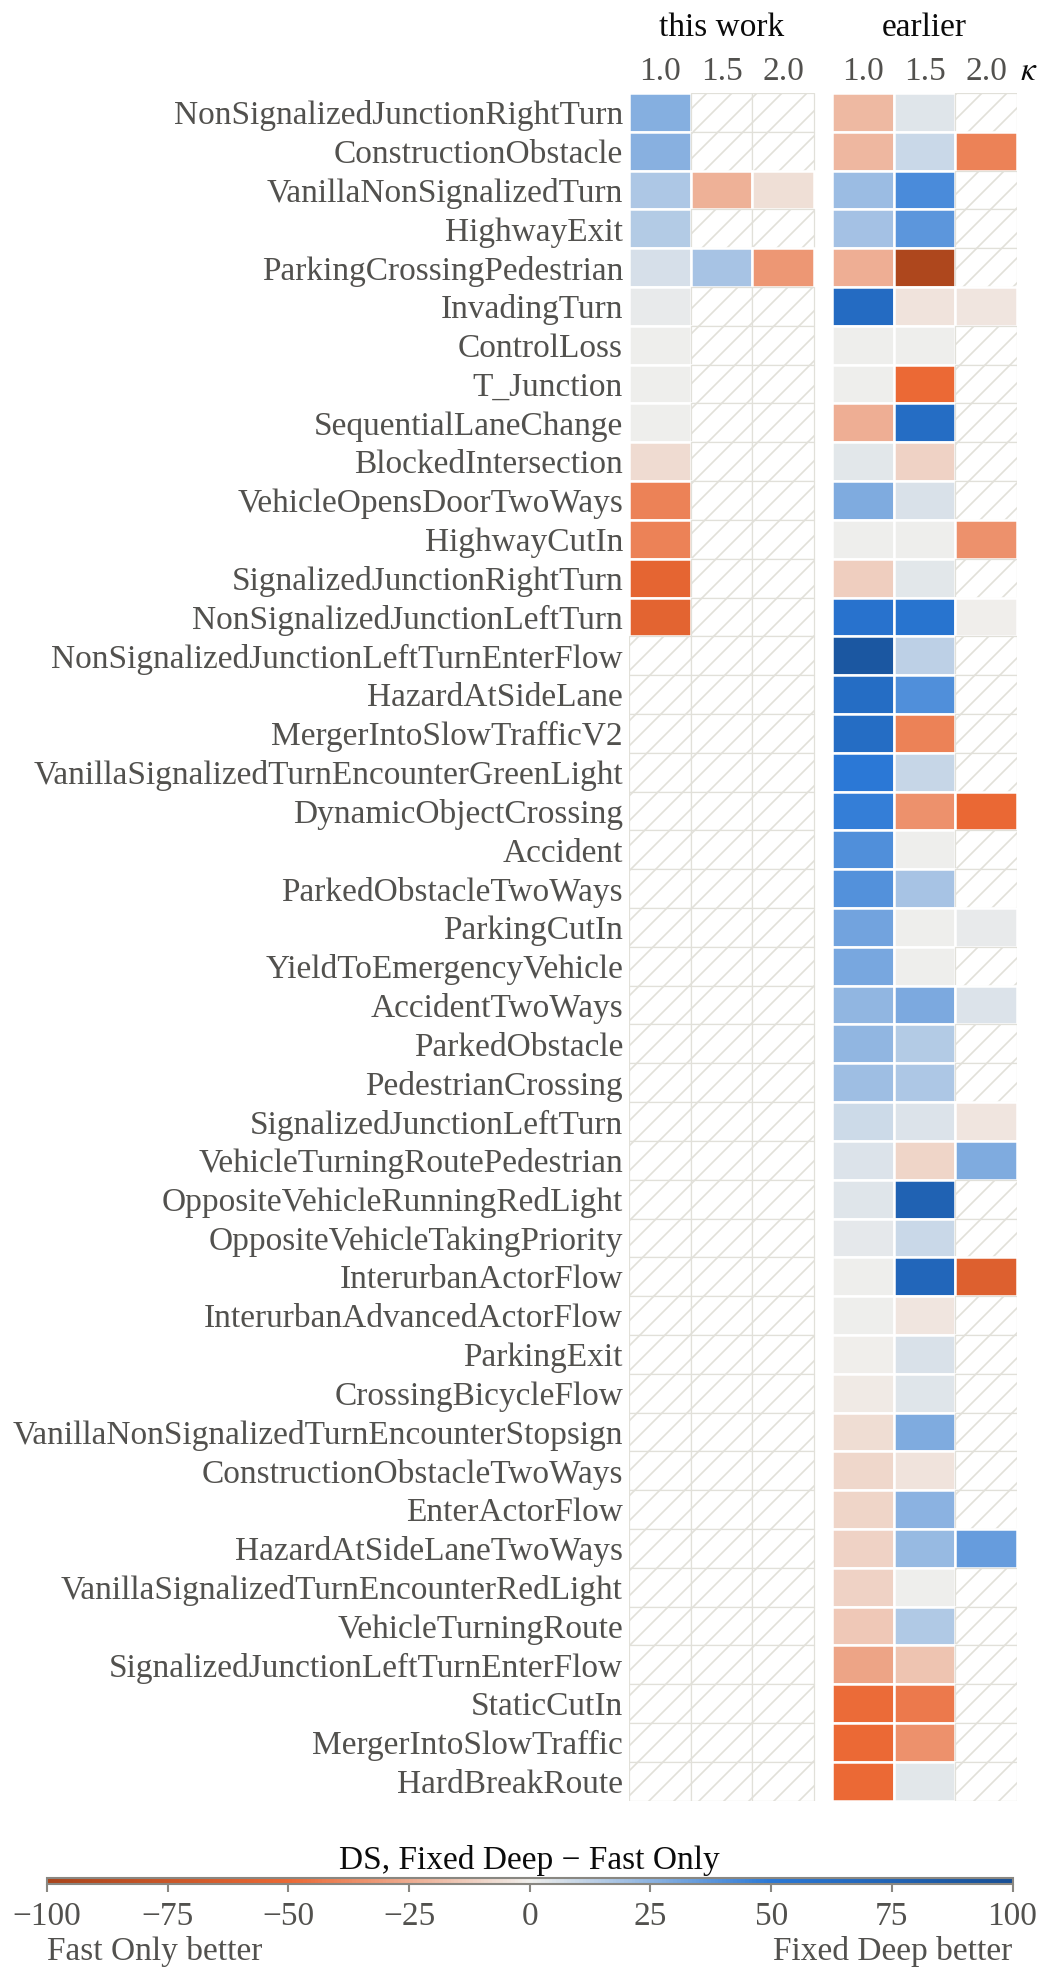 this work earlier
1.0 1.5 2.0 1.0 1.5 2.0 κ
NonSignalizedJunctionRightTurn
ConstructionObstacle
VanillaNonSignalizedTurn
HighwayExit
ParkingCrossingPedestrian
InvadingTurn
ControlLoss
T_Junction
SequentialLaneChange
BlockedIntersection
VehicleOpensDoorTwoWays
HighwayCutIn
SignalizedJunctionRightTurn
NonSignalizedJunctionLeftTurn
NonSignalizedJunctionLeftTurnEnterFlow
HazardAtSideLane
MergerIntoSlowTrafficV2
VanillaSignalizedTurnEncounterGreenLight
DynamicObjectCrossing
Accident
ParkedObstacleTwoWays
ParkingCutIn
YieldToEmergencyVehicle
AccidentTwoWays
ParkedObstacle
PedestrianCrossing
SignalizedJunctionLeftTurn
VehicleTurningRoutePedestrian
OppositeVehicleRunningRedLight
OppositeVehicleTakingPriority
InterurbanActorFlow
InterurbanAdvancedActorFlow
ParkingExit
CrossingBicycleFlow
VanillaNonSignalizedTurnEncounterStopsign
ConstructionObstacleTwoWays
EnterActorFlow
HazardAtSideLaneTwoWays
VanillaSignalizedTurnEncounterRedLight
VehicleTurningRoute
SignalizedJunctionLeftTurnEnterFlow
StaticCutIn
MergerIntoSlowTraffic
HardBreakRoute
DS, Fixed Deep − Fast Only
−100 −75 −50 −25 0 25 50 75 100
Fast Only better Fixed Deep better